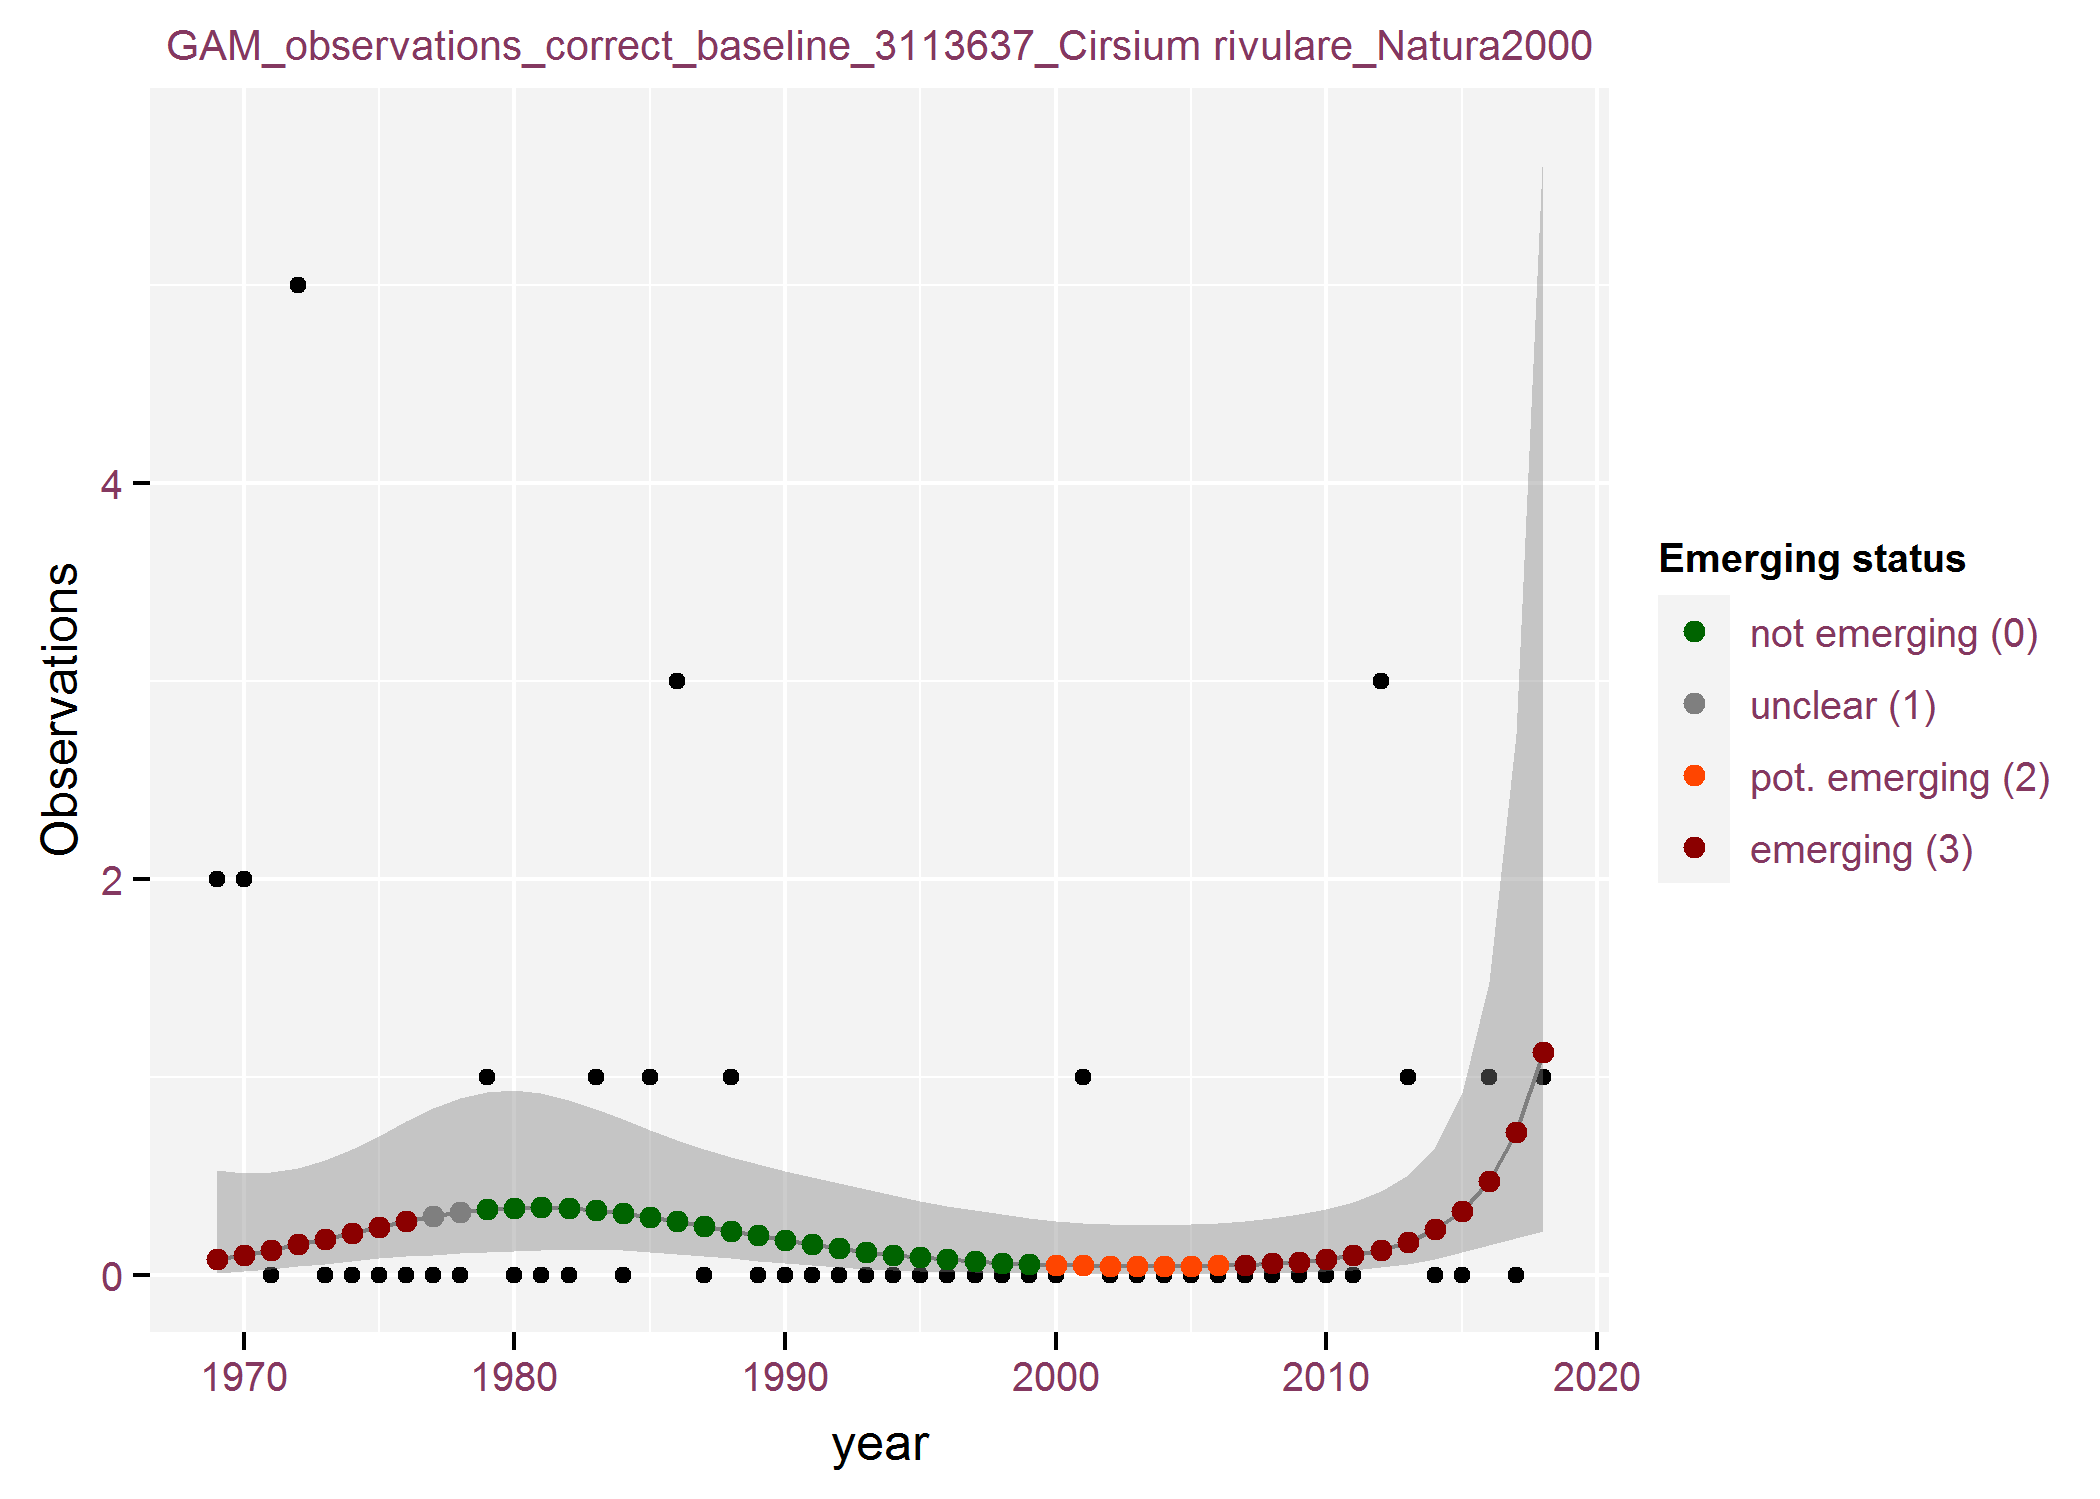 GAM_observations_correct_baseline_3113637_Cirsium rivulare_Natura2000
Observations
4
2
0
1970
1980
1990
2000
2010
2020
year
Emerging status
not emerging (0)
unclear (1)
pot. emerging (2)
emerging (3)